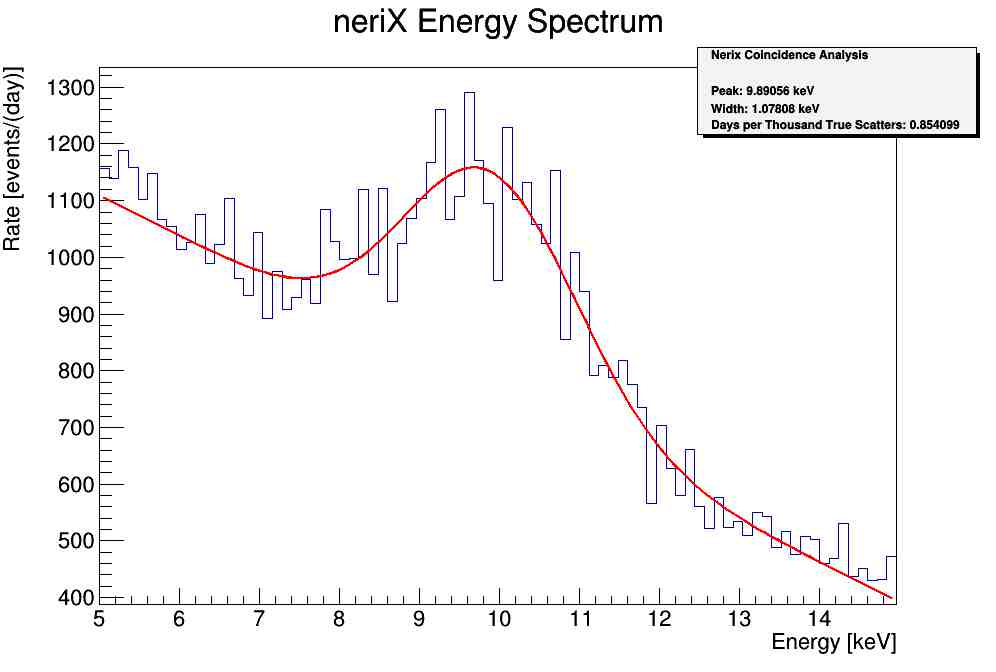 neriX Energy Spectrum
Nerix Coincidence Analysis
Peak: 9.89056 keV
Width: 1.07808 keV
Days per Thousand True Scatters: 0.854099
Rate [events/(day)]
1300
1200
1100
1000
900
800
700
600
500
400
5 6 7 8 9 10 11 12 13 14
Energy [keV]